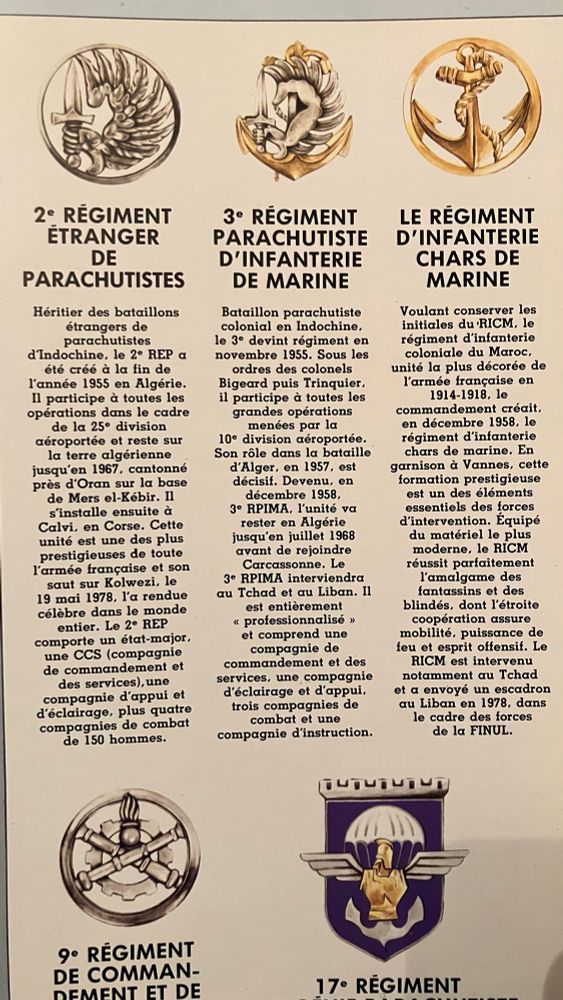 2e RÉGIMENT
ÉTRANGER
DE
PARACHUTISTES
Héritier des bataillons
étrangers de
parachutistes
d'Indochine, le 2e REP a
été créé à la fin de
l'année 1955 en Algérie.
Il participe à toutes les
opérations dans le cadre
de la 25e division
aéroportée et reste sur
la terre algérienne
jusqu'en 1967, cantonné
près d'Oran sur la base
de Mers el-Kébir. Il
s'installe ensuite à
Calvi, en Corse. Cette
unité est une des plus
prestigieuses de toute
l'armée française et son
saut sur Kolwezi, le
19 mai 1978, l'a rendue
célèbre dans le monde
entier. Le 2e REP
comporte un état-major,
une CCS (compagnie
de commandement et
des services), une
compagnie d'appui et
d'éclairage, plus quatre
compagnies de combat
de 150 hommes.
3e RÉGIMENT
PARACHUTISTE
D'INFANTERIE
DE MARINE
Bataillon parachutiste
colonial en Indochine,
le 3e devint régiment en
novembre 1955. Sous les
ordres des colonels
Bigeard puis Trinquier,
il participe à toutes les
grandes opérations
menées par la
10e division aéroportée.
Son rôle dans la bataille
d'Alger, en 1957, est
décisif. Devenu, en
décembre 1958,
3e RPIMA, l'unité va
rester en Algérie
jusqu'en juillet 1968
avant de rejoindre
Carcassonne. Le
3e RPIMA interviendra
au Tchad et au Liban. Il
est entièrement
« professionnalisé »
et comprend une
compagnie de
commandement et des
services, une compagnie
d'éclairage et d'appui,
trois compagnies de
combat et une
compagnie d'instruction.
LE RÉGIMENT
D'INFANTERIE
CHARS DE
MARINE
Voulant conserver les
initiales du RICM, le
régiment d'infanterie
coloniale du Maroc,
unité la plus décorée de
l'armée française en
1914-1918, le
commandement créait,
en décembre 1958, le
régiment d'infanterie
chars de marine. En
garnison à Vannes, cette
formation prestigieuse
est un des éléments
essentiels des forces
d'intervention. Équipé
du matériel le plus
moderne, le RICM
réussit parfaitement
l'amalgame des
fantassins et des
blindés, dont l'étroite
coopération assure
mobilité, puissance de
feu et esprit offensif. Le
RICM est intervenu
notamment au Tchad
et a envoyé un escadron
au Liban en 1978, dans
le cadre des forces
de la FINUL.
9e RÉGIMENT
DE COMMAN-
DEMENT ET DE
17e RÉGIMENT
GÉNIE PARACHUTISTE